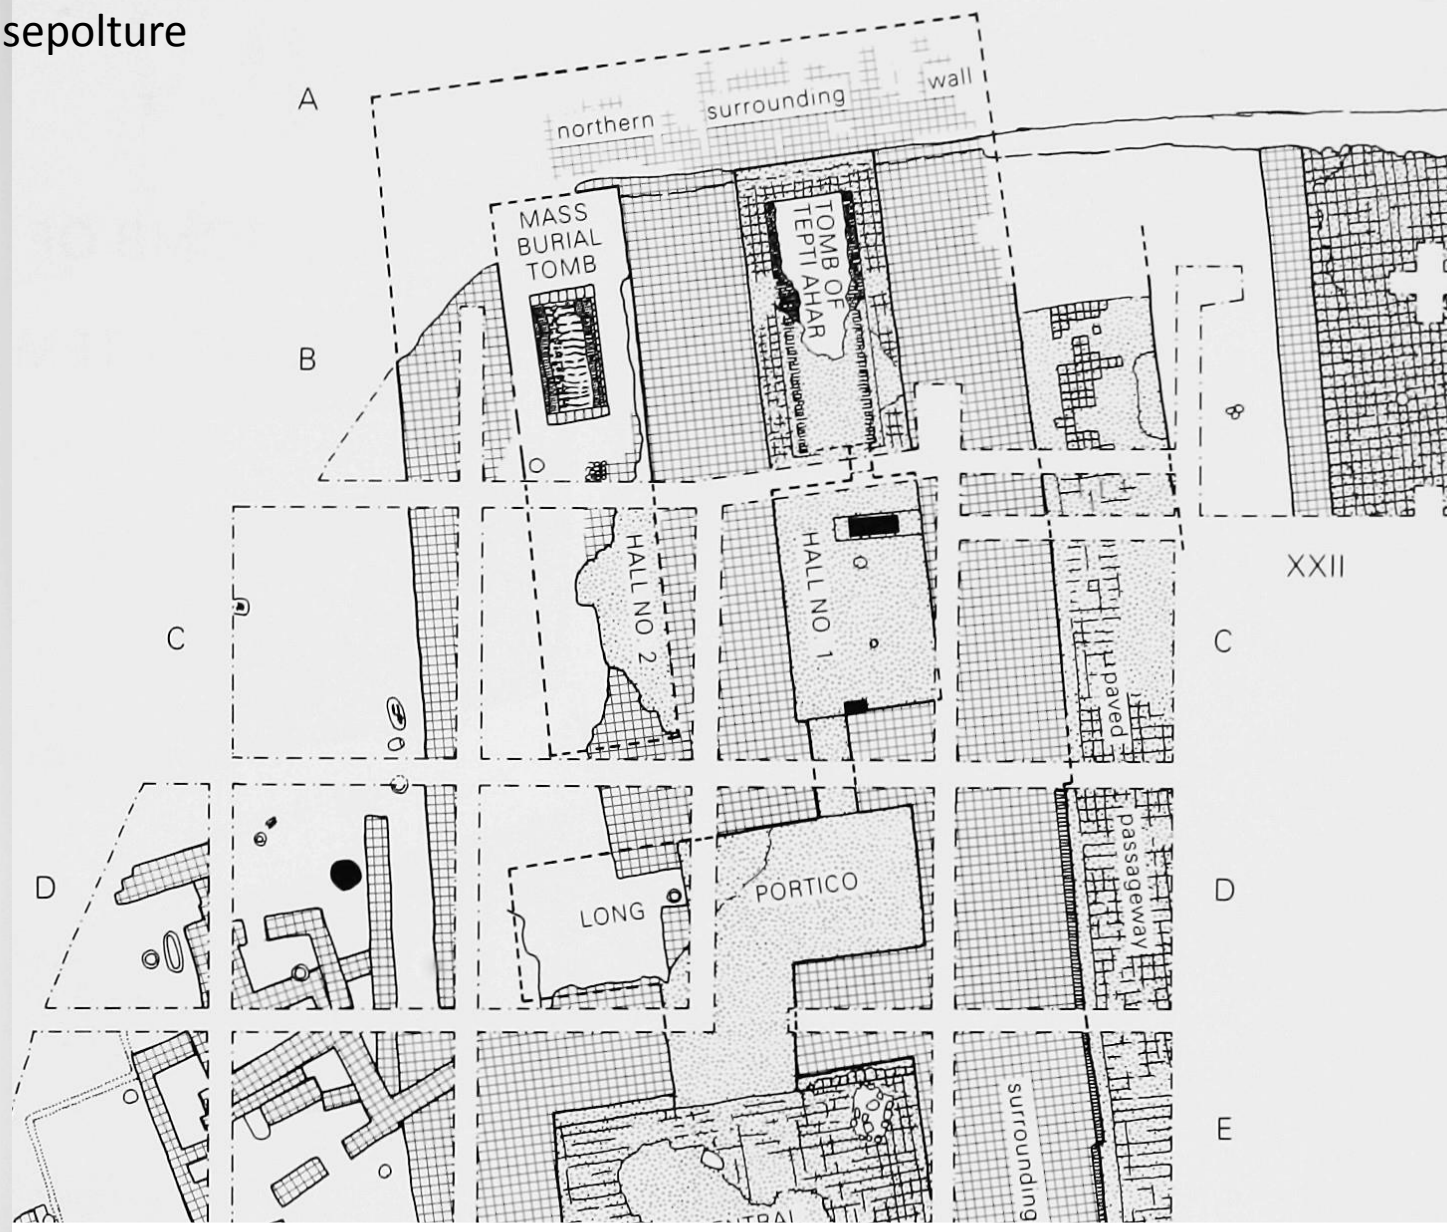 sepolture
A
northern
surrounding
wall
MASS
BURIAL
TOMB
TOMB OF
TEPTI AHAR
B
HALL NO 2
HALL NO 1
XXII
C
C
paved
D
LONG
PORTICO
passageway
D
surrounding
E
NTRAL